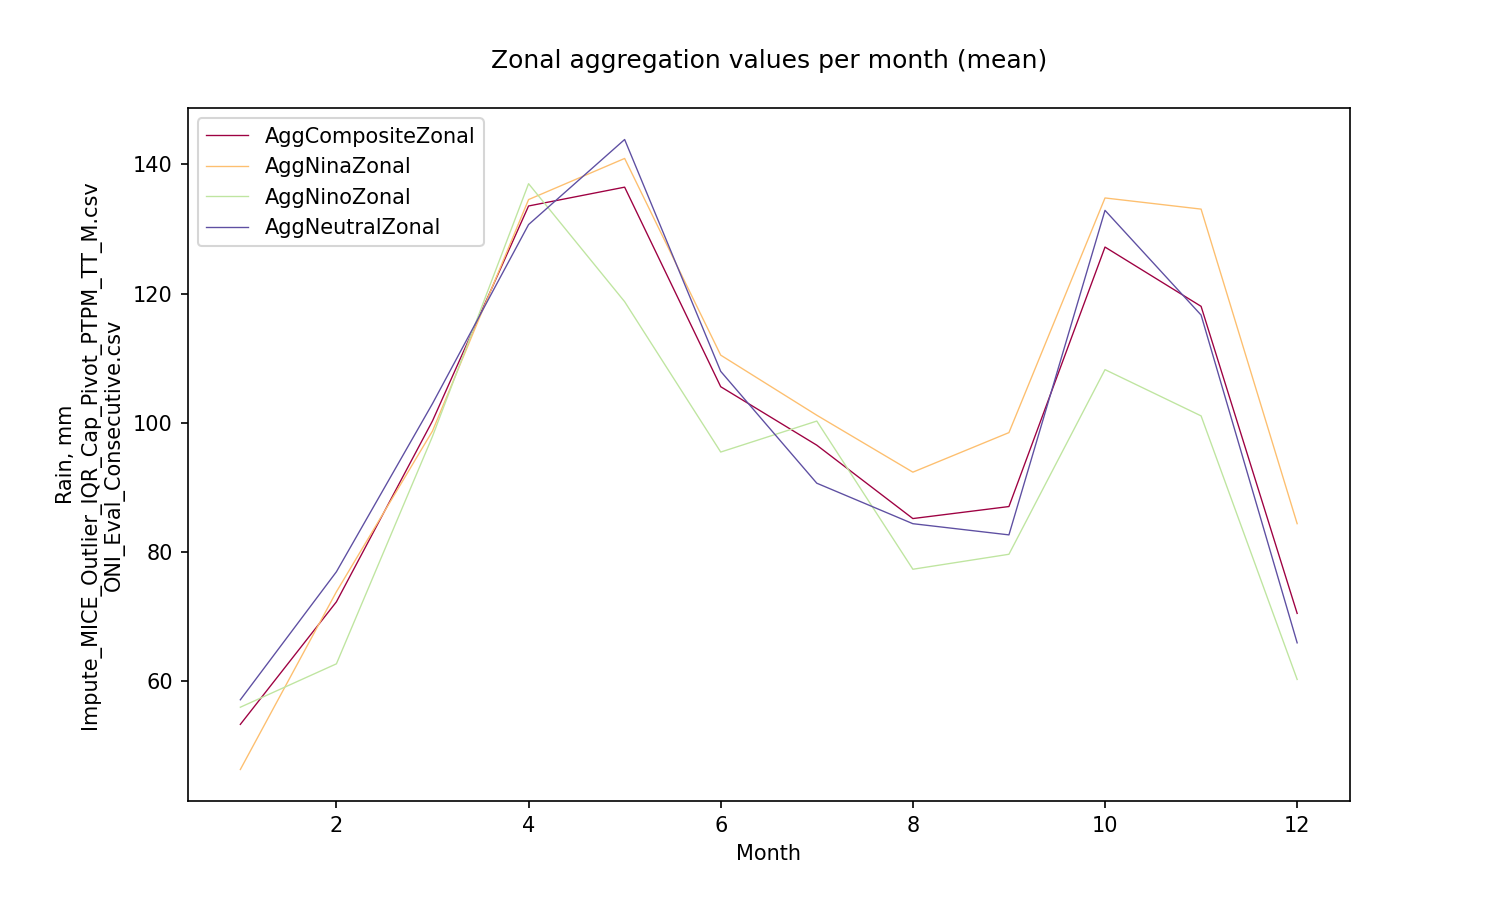 Zonal aggregation values per month (mean)
AggCompositeZonal
AggNinaZonal
AggNinoZonal
AggNeutralZonal
Rain, mm
Impute_MICE_Outlier_IQR_Cap_Pivot_PTPM_TT_M.csv
ONI_Eval_Consecutive.csv
140
120
100
80
60
2 4 6 8 10 12
Month